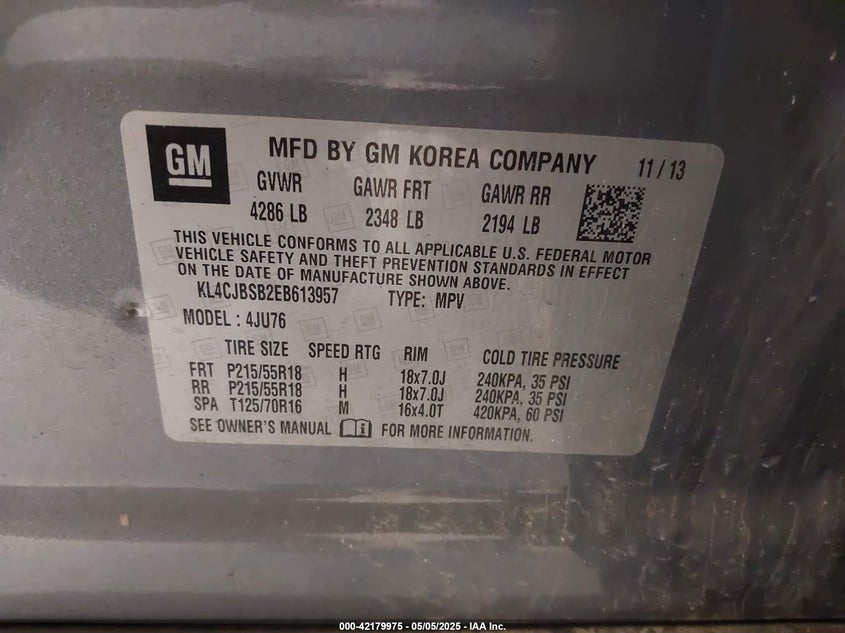 GM
MFD BY GM KOREA COMPANY 11 / 13
GVWR GAWR FRT GAWR RR
4286 LB 2348 LB 2194 LB
THIS VEHICLE CONFORMS TO ALL APPLICABLE U.S. FEDERAL MOTOR
VEHICLE SAFETY AND THEFT PREVENTION STANDARDS IN EFFECT
ON THE DATE OF MANUFACTURE SHOWN ABOVE.
KL4CJBSB2EB613957 TYPE: MPV
MODEL : 4JU76
TIRE SIZE SPEED RTG RIM COLD TIRE PRESSURE
FRT P215/55R18 H 18x7.0J 240KPA, 35 PSI
RR P215/55R18 H 18x7.0J 240KPA, 35 PSI
SPA T125/70R16 M 16x4.0T 420KPA, 60 PSI
SEE OWNER'S MANUAL FOR MORE INFORMATION.
000-42179975 - 05/05/2025 - IAA Inc.